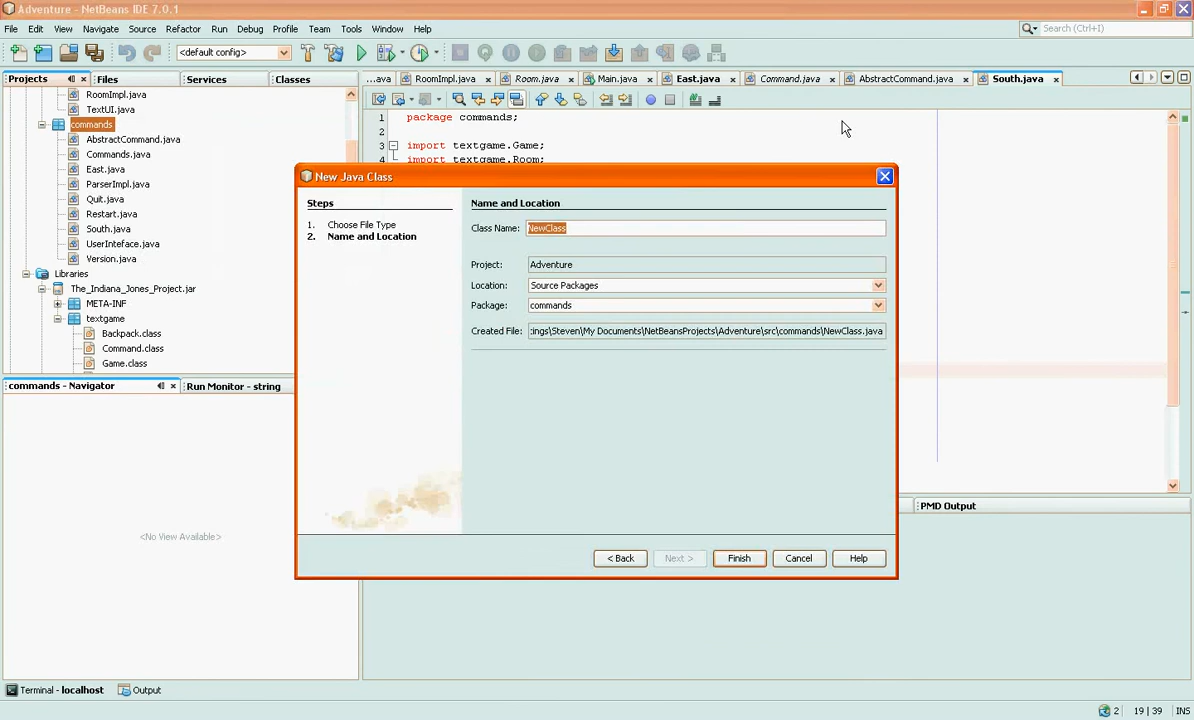 Adventure - NetBeans IDE 7.0.1
File Edit View Navigate Source Refactor Run Debug Profile Team Tools Window Help
Search (Ctrl+I)
<default config>
Projects Files Services Classes
...ava RoomImpl.java Room.java Main.java East.java Command.java AbstractCommand.java South.java
RoomImpl.java
TextUI.java
commands
AbstractCommand.java
Commands.java
East.java
ParserImpl.java
Quit.java
Restart.java
South.java
UserInteface.java
Version.java
Libraries
The_Indiana_Jones_Project.jar
META-INF
textgame
Backpack.class
Command.class
Game.class
1 package commands;
2
3 import textgame.Game;
4 import textgame.Room;
New Java Class
Steps
1. Choose File Type
2. Name and Location
Name and Location
Class Name: NewClass
Project: Adventure
Location: Source Packages
Package: commands
Created File: :ings\Steven\My Documents\NetBeansProjects\Adventure\src\commands\NewClass.java
< Back Next > Finish Cancel Help
commands - Navigator Run Monitor - string
<No View Available>
PMD Output
Terminal - localhost Output
2 19 | 39 INS